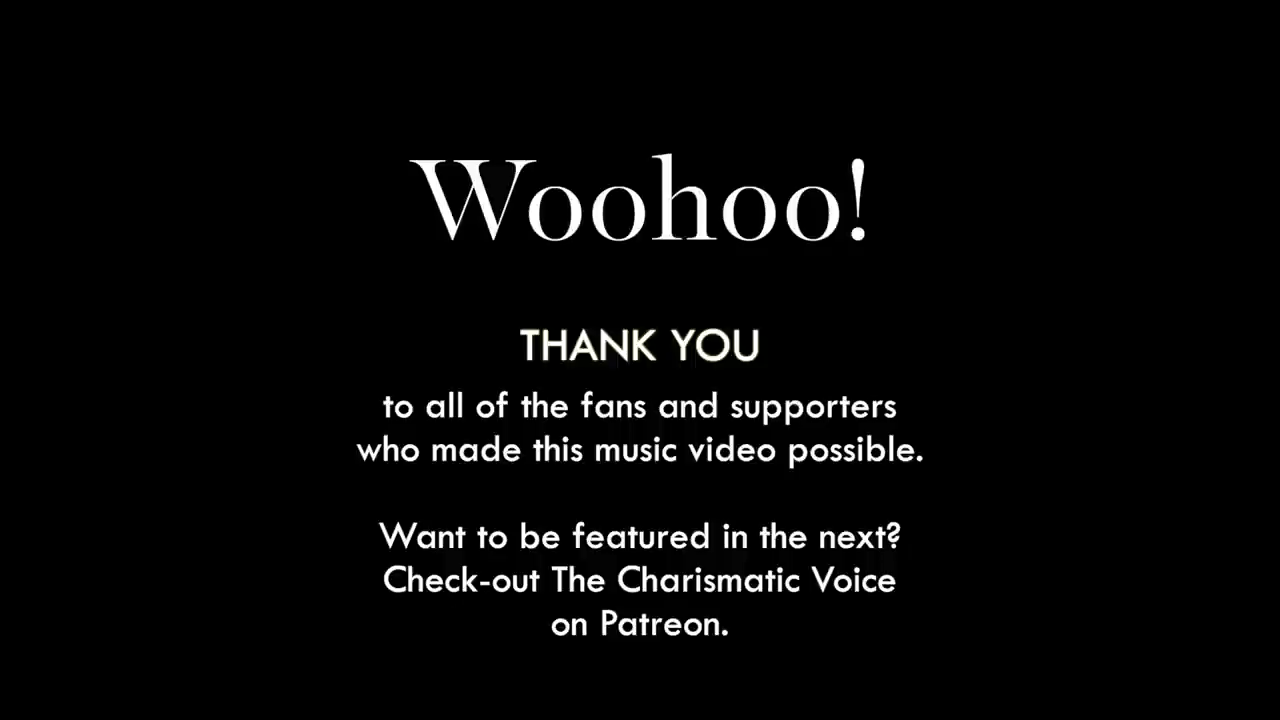 Woohoo!
THANK YOU
to all of the fans and supporters
who made this music video possible.
Want to be featured in the next?
Check-out The Charismatic Voice
on Patreon.